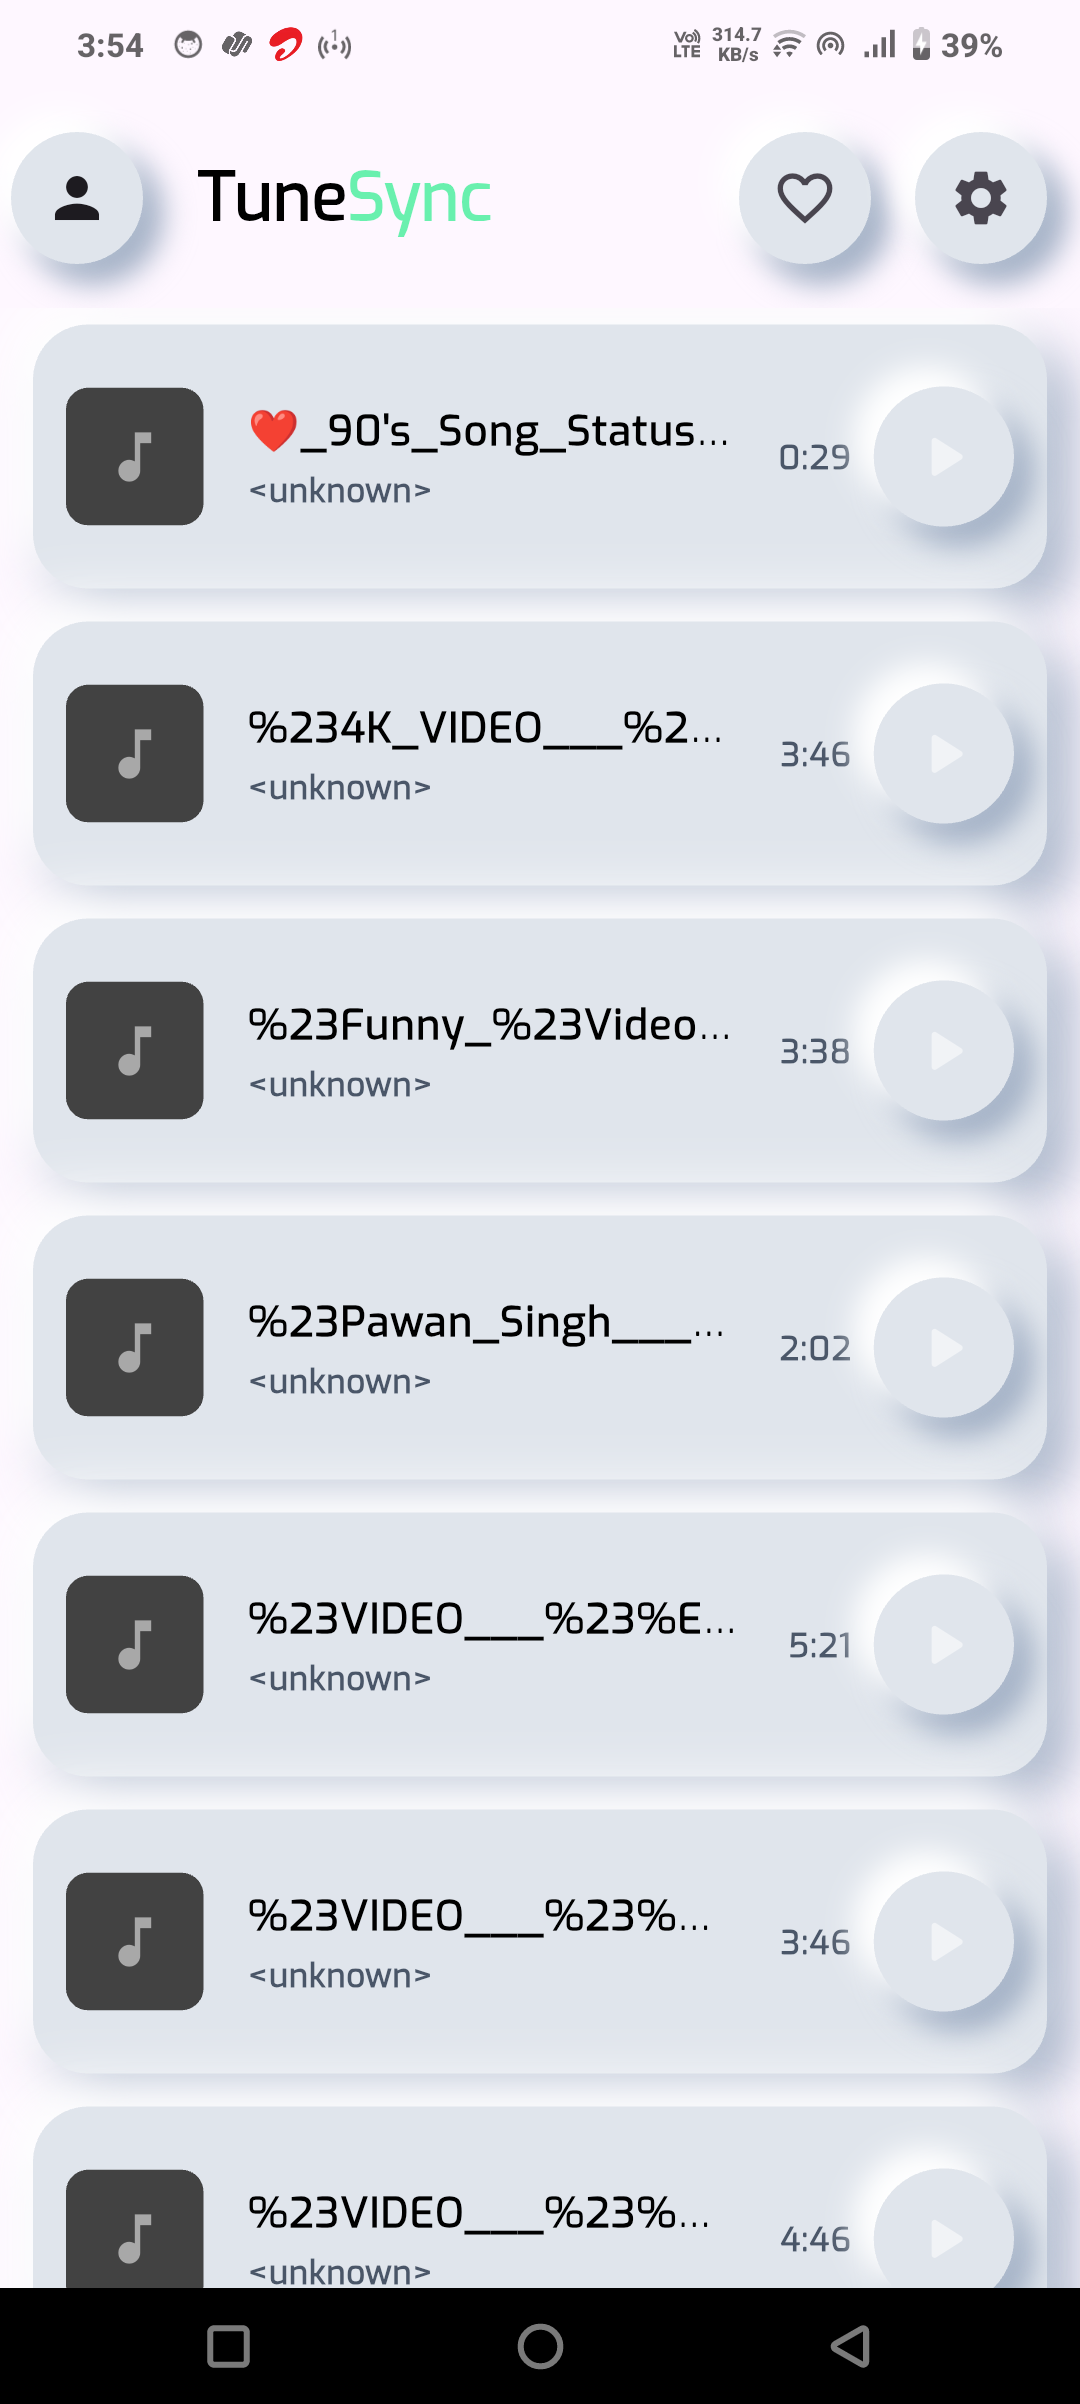 3:54
1
Vo)) LTE
314.7 KB/s
39%
TuneSync
❤️_90's_Song_Status...
<unknown>
0:29
%234K_VIDEO___%2...
<unknown>
3:46
%23Funny_%23Video...
<unknown>
3:38
%23Pawan_Singh___...
<unknown>
2:02
%23VIDEO___%23%E...
<unknown>
5:21
%23VIDEO___%23%...
<unknown>
3:46
%23VIDEO___%23%...
<unknown>
4:46